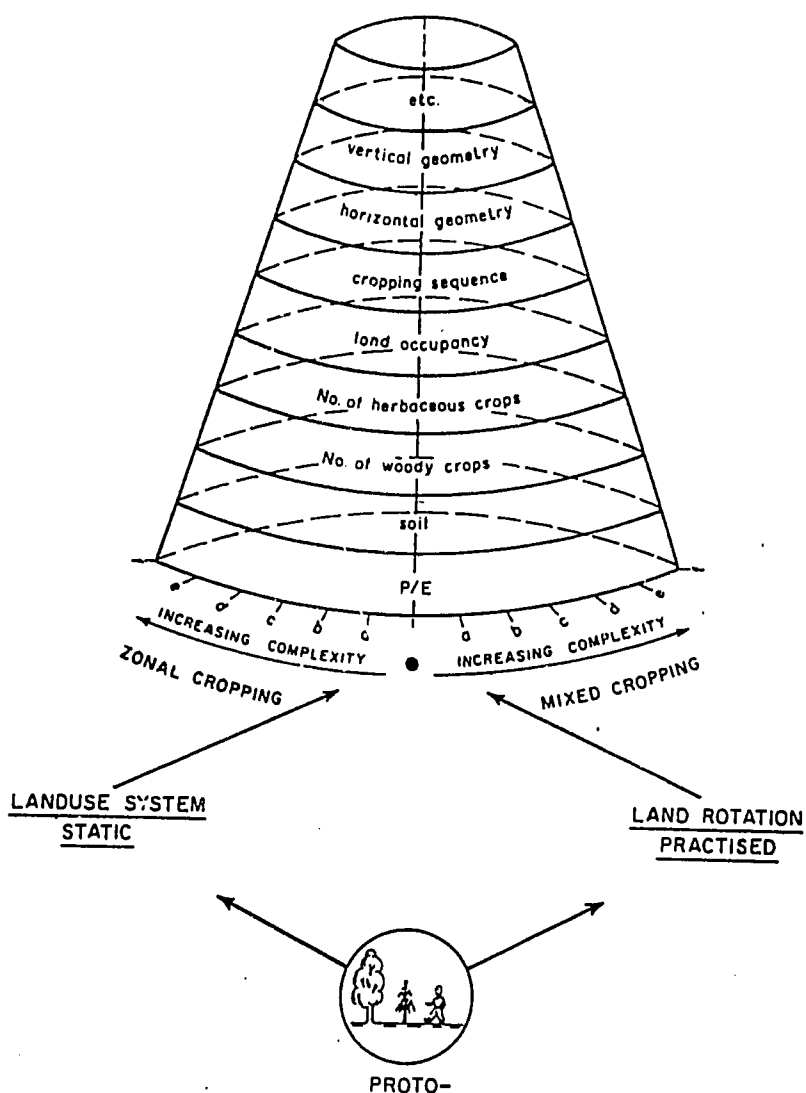 etc.
vertical geometry
horizontal geometry
cropping sequence
land occupancy
No. of herbaceous crops
No. of woody crops
soil
P/E
e d c b a a b c d e
INCREASING COMPLEXITY INCREASING COMPLEXITY
ZONAL CROPPING MIXED CROPPING
LANDUSE SYSTEM
STATIC
LAND ROTATION
PRACTISED
PROTO-